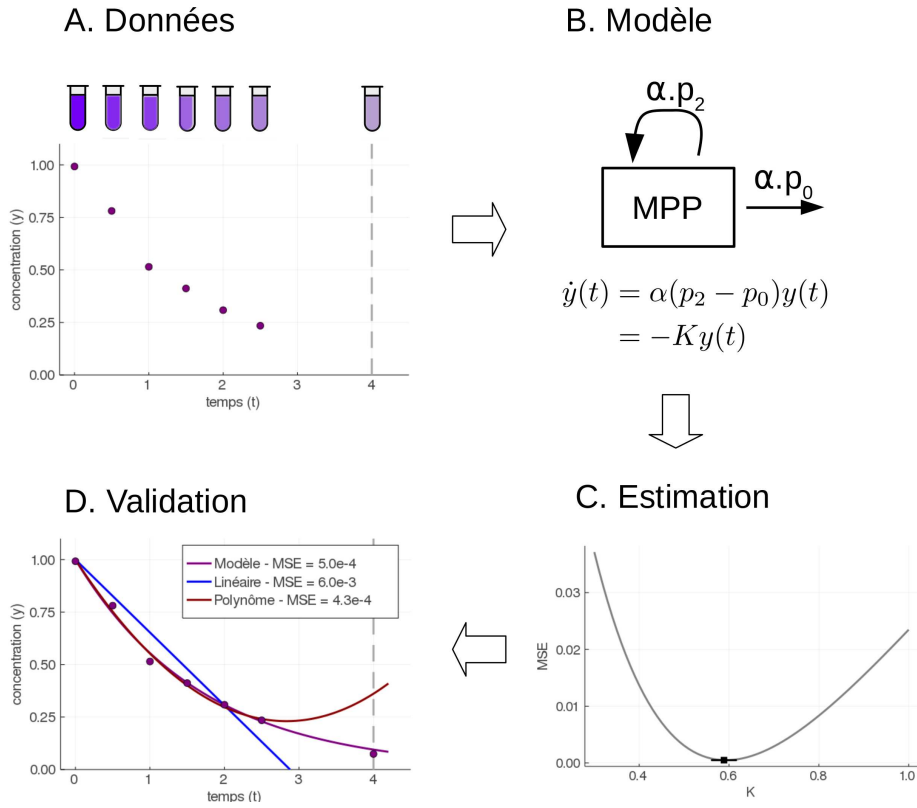 A. Données
1.00
0.75
0.50
0.25
0.00
concentration (y)
0 1 2 3 4
temps (t)
B. Modèle
α.p₂
MPP
α.p₀
ẏ(t) = α(p₂ − p₀)y(t)
= −Ky(t)
D. Validation
1.00
0.75
0.50
0.25
0.00
concentration (y)
Modèle - MSE = 5.0e-4
Linéaire - MSE = 6.0e-3
Polynôme - MSE = 4.3e-4
0 1 2 3 4
temps (t)
C. Estimation
0.03
0.02
0.01
0.00
MSE
0.4 0.6 0.8 1.0
K